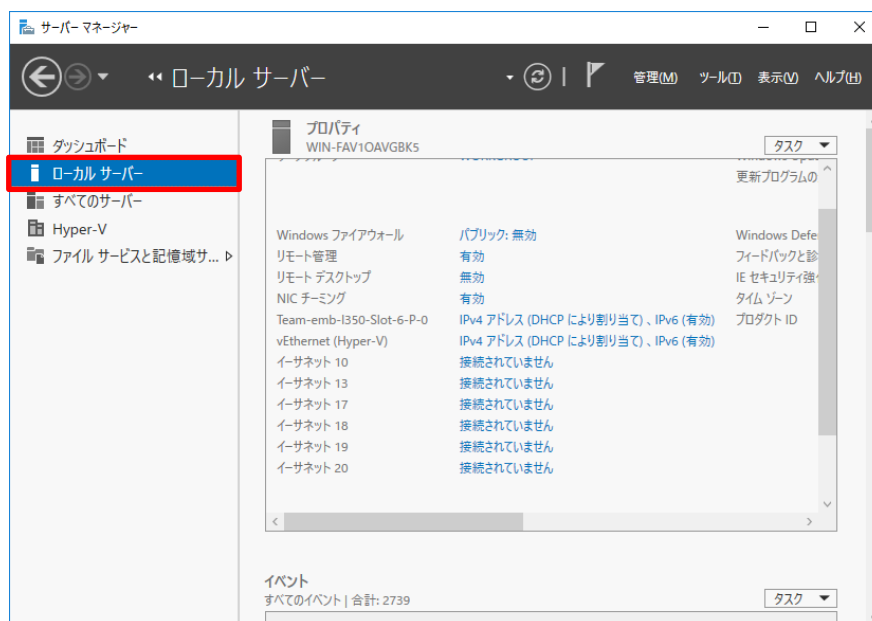 サーバー マネージャー
ローカル サーバー
管理(M) ツール(T) 表示(V) ヘルプ(H)
ダッシュボード
ローカル サーバー
すべてのサーバー
Hyper-V
ファイル サービスと記憶域サ...
プロパティ
WIN-FAV1OAVGBK5
タスク
更新プログラムの
Windows ファイアウォール パブリック: 無効 Windows Defe
リモート管理 有効 フィードバックと診
リモート デスクトップ 無効 IE セキュリティ強
NIC チーミング 有効 タイム ゾーン
Team-emb-I350-Slot-6-P-0 IPv4 アドレス (DHCP により割り当て)、IPv6 (有効) プロダクト ID
vEthernet (Hyper-V) IPv4 アドレス (DHCP により割り当て)、IPv6 (有効)
イーサネット 10 接続されていません
イーサネット 13 接続されていません
イーサネット 17 接続されていません
イーサネット 18 接続されていません
イーサネット 19 接続されていません
イーサネット 20 接続されていません
イベント
すべてのイベント | 合計: 2739
タスク